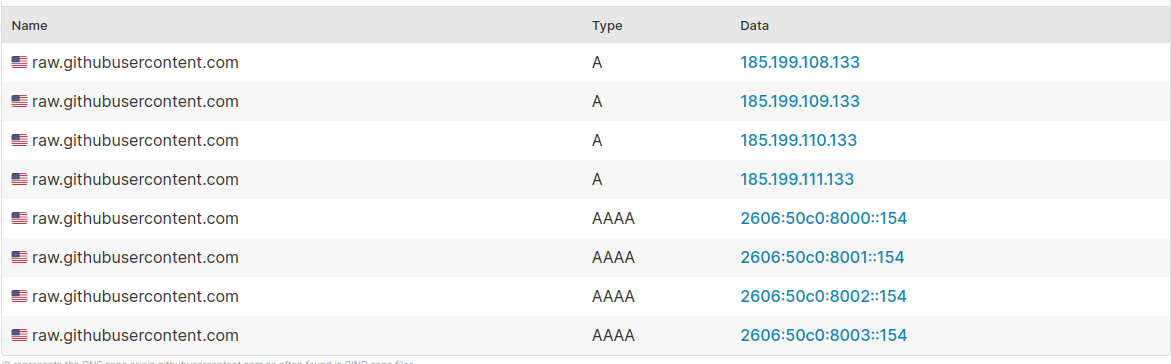 Name Type Data
raw.githubusercontent.com A 185.199.108.133
raw.githubusercontent.com A 185.199.109.133
raw.githubusercontent.com A 185.199.110.133
raw.githubusercontent.com A 185.199.111.133
raw.githubusercontent.com AAAA 2606:50c0:8000::154
raw.githubusercontent.com AAAA 2606:50c0:8001::154
raw.githubusercontent.com AAAA 2606:50c0:8002::154
raw.githubusercontent.com AAAA 2606:50c0:8003::154